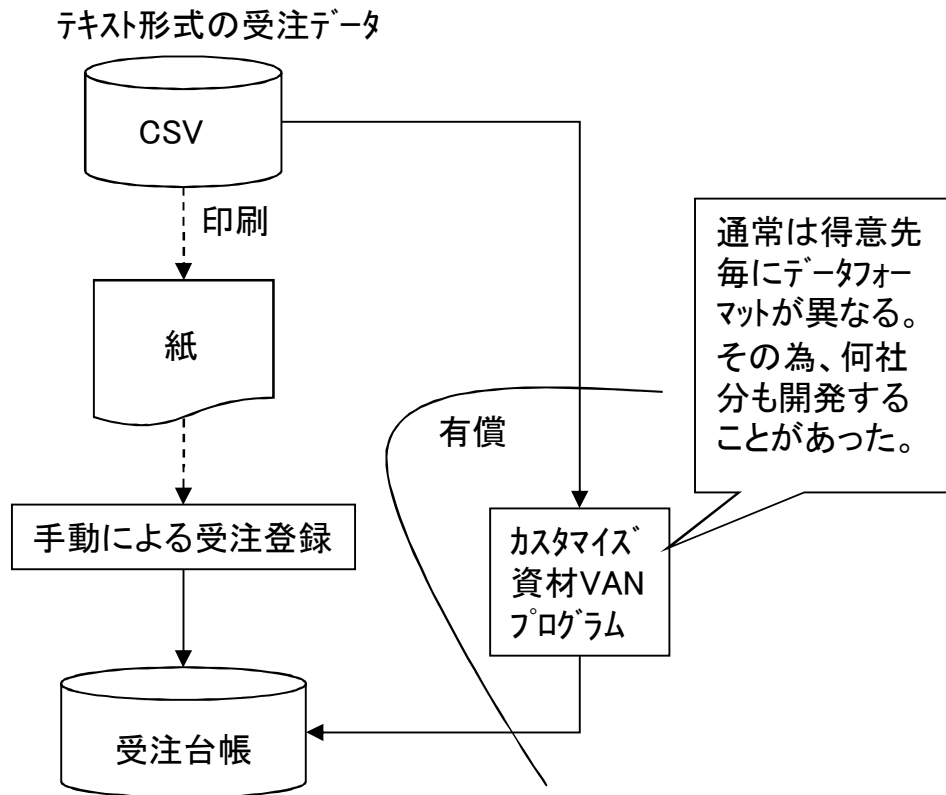 ﾃｷｽﾄ形式の受注ﾃﾞｰﾀ
CSV
印刷
紙
手動による受注登録
受注台帳
有償
ｶｽﾀﾏｲｽﾞ
資材VAN
ﾌﾟﾛｸﾞﾗﾑ
通常は得意先
毎にﾃﾞｰﾀﾌｫｰ
ﾏｯﾄが異なる。
その為、何社
分も開発する
ことがあった。